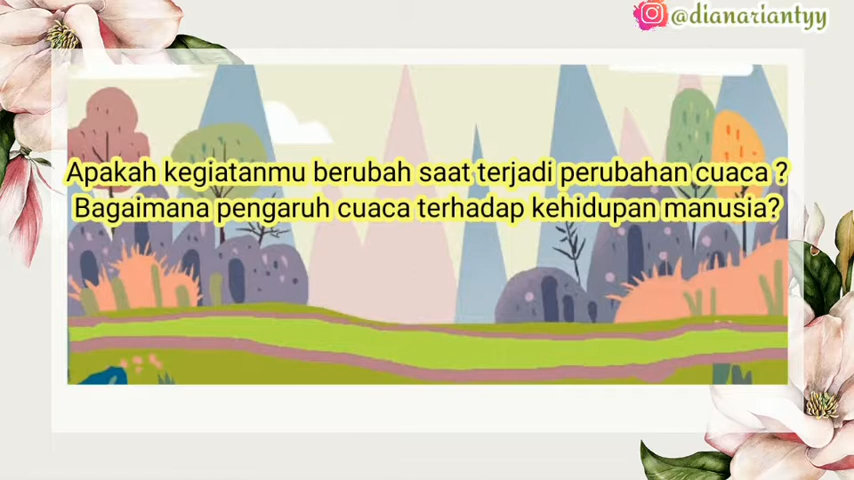 @dianariantyy
Apakah kegiatanmu berubah saat terjadi perubahan cuaca ?
Bagaimana pengaruh cuaca terhadap kehidupan manusia?